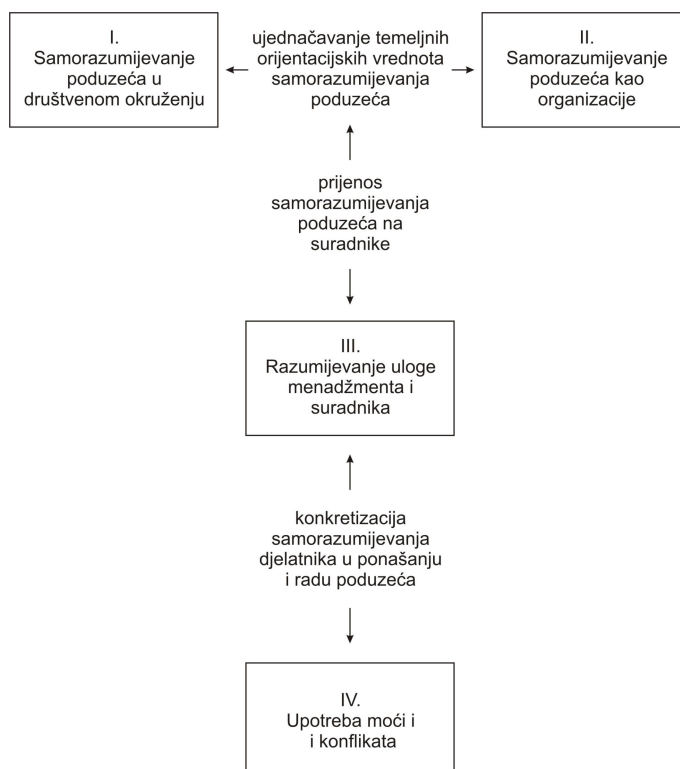 I.
Samorazumijevanje
poduzeća u
društvenom okruženju
ujednačavanje temeljnih
orijentacijskih vrednota
samorazumijevanja
poduzeća
II.
Samorazumijevanje
poduzeća kao
organizacije
prijenos
samorazumijevanja
poduzeća na
suradnike
III.
Razumijevanje uloge
menadžmenta i
suradnika
konkretizacija
samorazumijevanja
djelatnika u ponašanju
i radu poduzeća
IV.
Upotreba moći i
i konflikata